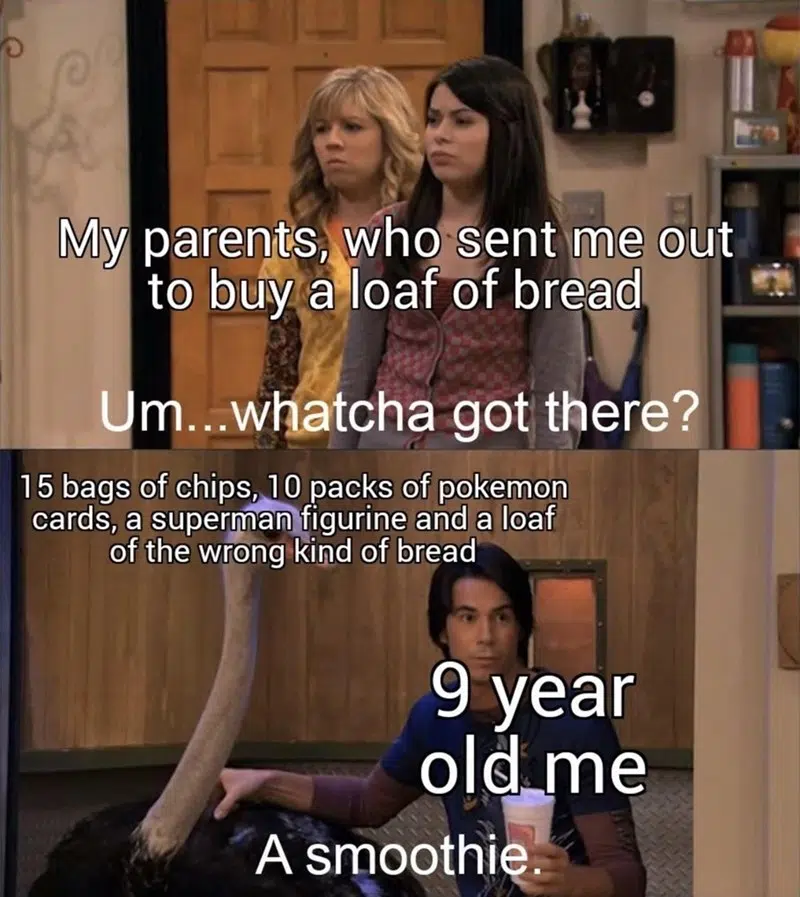 My parents, who sent me out
to buy a loaf of bread
Um...whatcha got there?
15 bags of chips, 10 packs of pokemon
cards, a superman figurine and a loaf
of the wrong kind of bread
9 year
old me
A smoothie.